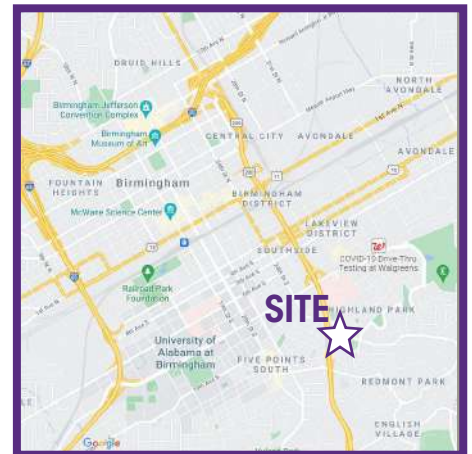 DRUID HILLS
NORTH
AVONDALE
Birmingham Jefferson
Convention Complex
Birmingham
Museum of Art
CENTRAL CITY
AVONDALE
AVONDALE
FOUNTAIN
HEIGHTS
Birmingham
BIRMINGHAM
DISTRICT
McWane Science Center
LAKEVIEW
DISTRICT
SOUTHSIDE
COVID-19 Drive-Thru
Testing at Walgreens
Railroad Park
Foundation
SITE
HIGHLAND PARK
University of
Alabama at
Birmingham
FIVE POINTS
SOUTH
REDMONT PARK
ENGLISH
VILLAGE
Google